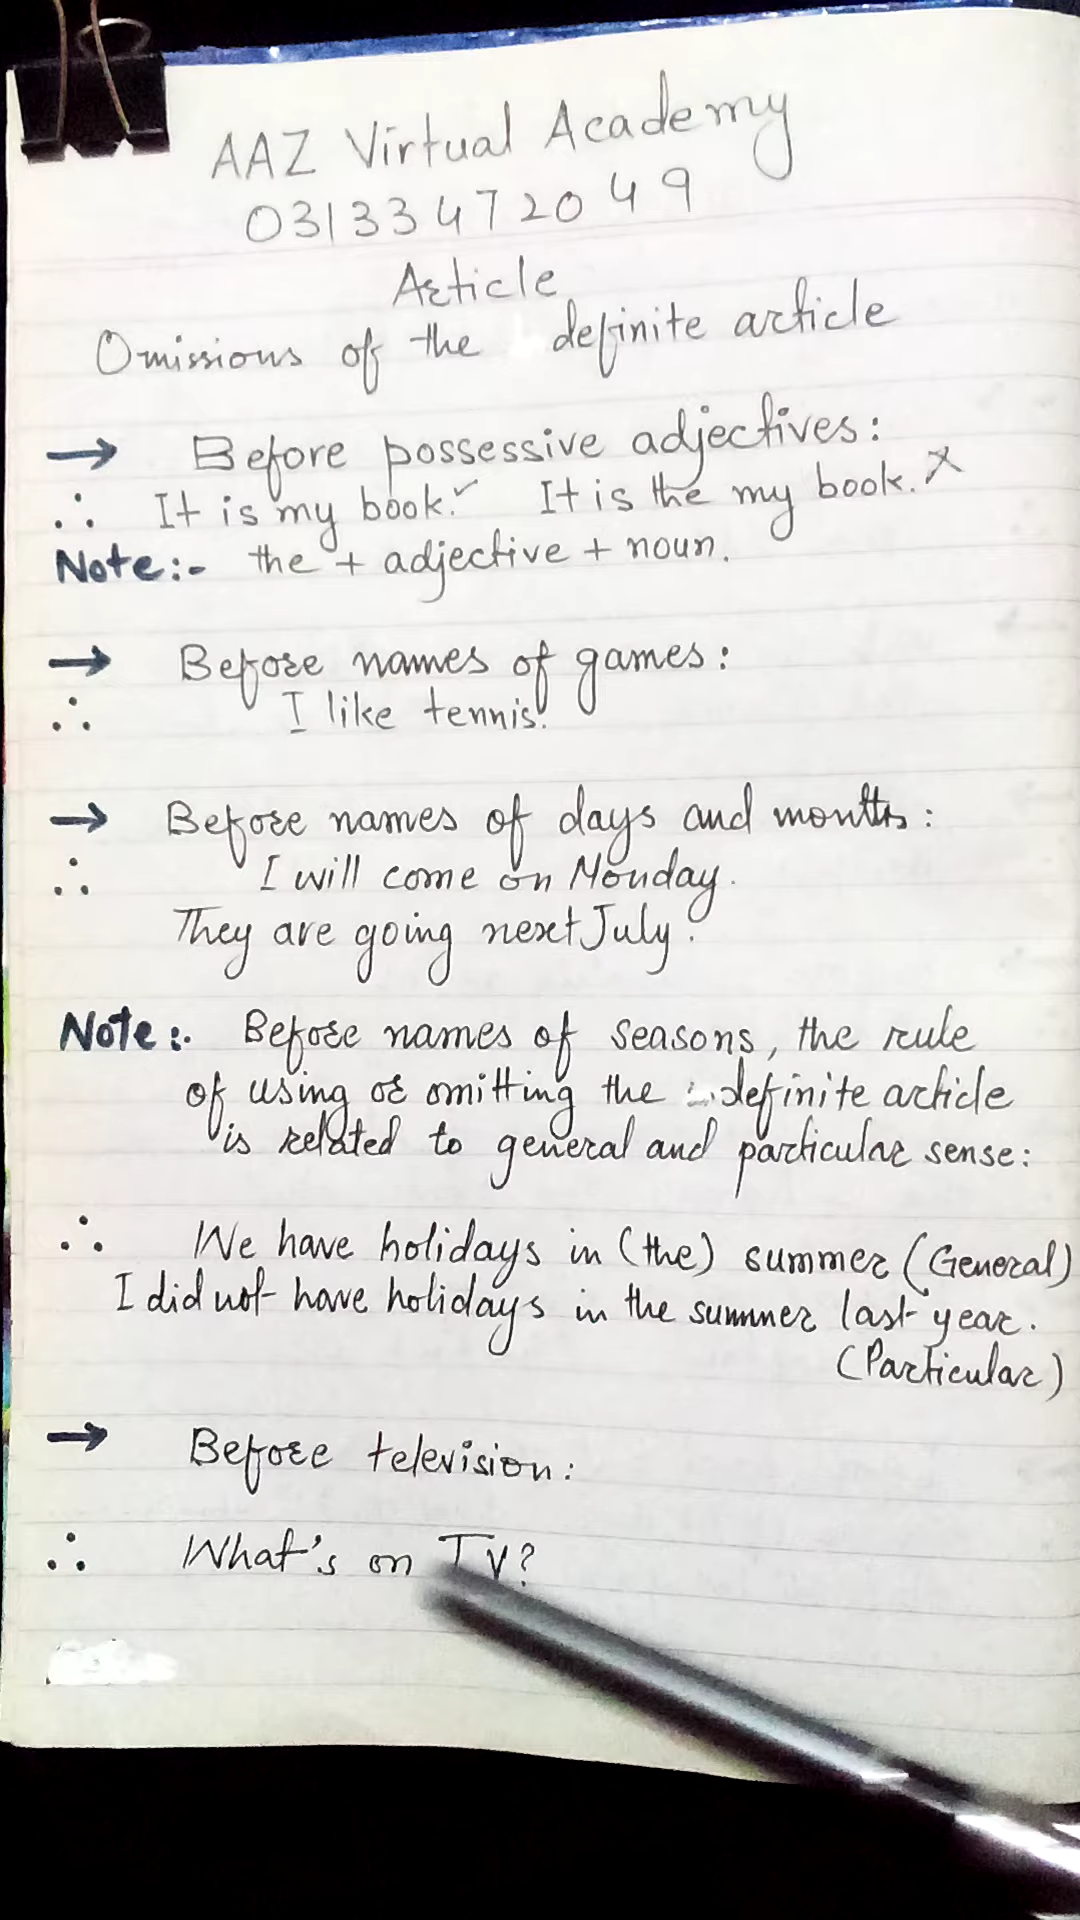 AAZ Virtual Academy
03133472049
Article
Omissions of the definite article
→ Before possessive adjectives:
∴ It is my book.✓ It is the my book.✗
Note:- the + adjective + noun.
→ Before names of games:
∴ I like tennis.
→ Before names of days and months:
∴ I will come on Monday.
They are going next July.
Note:- Before names of seasons, the rule
of using or omitting the definite article
is related to general and particular sense:
∴ We have holidays in (the) summer (General)
I did not have holidays in the summer last year.
(Particular)
→ Before television:
∴ What's on TV?